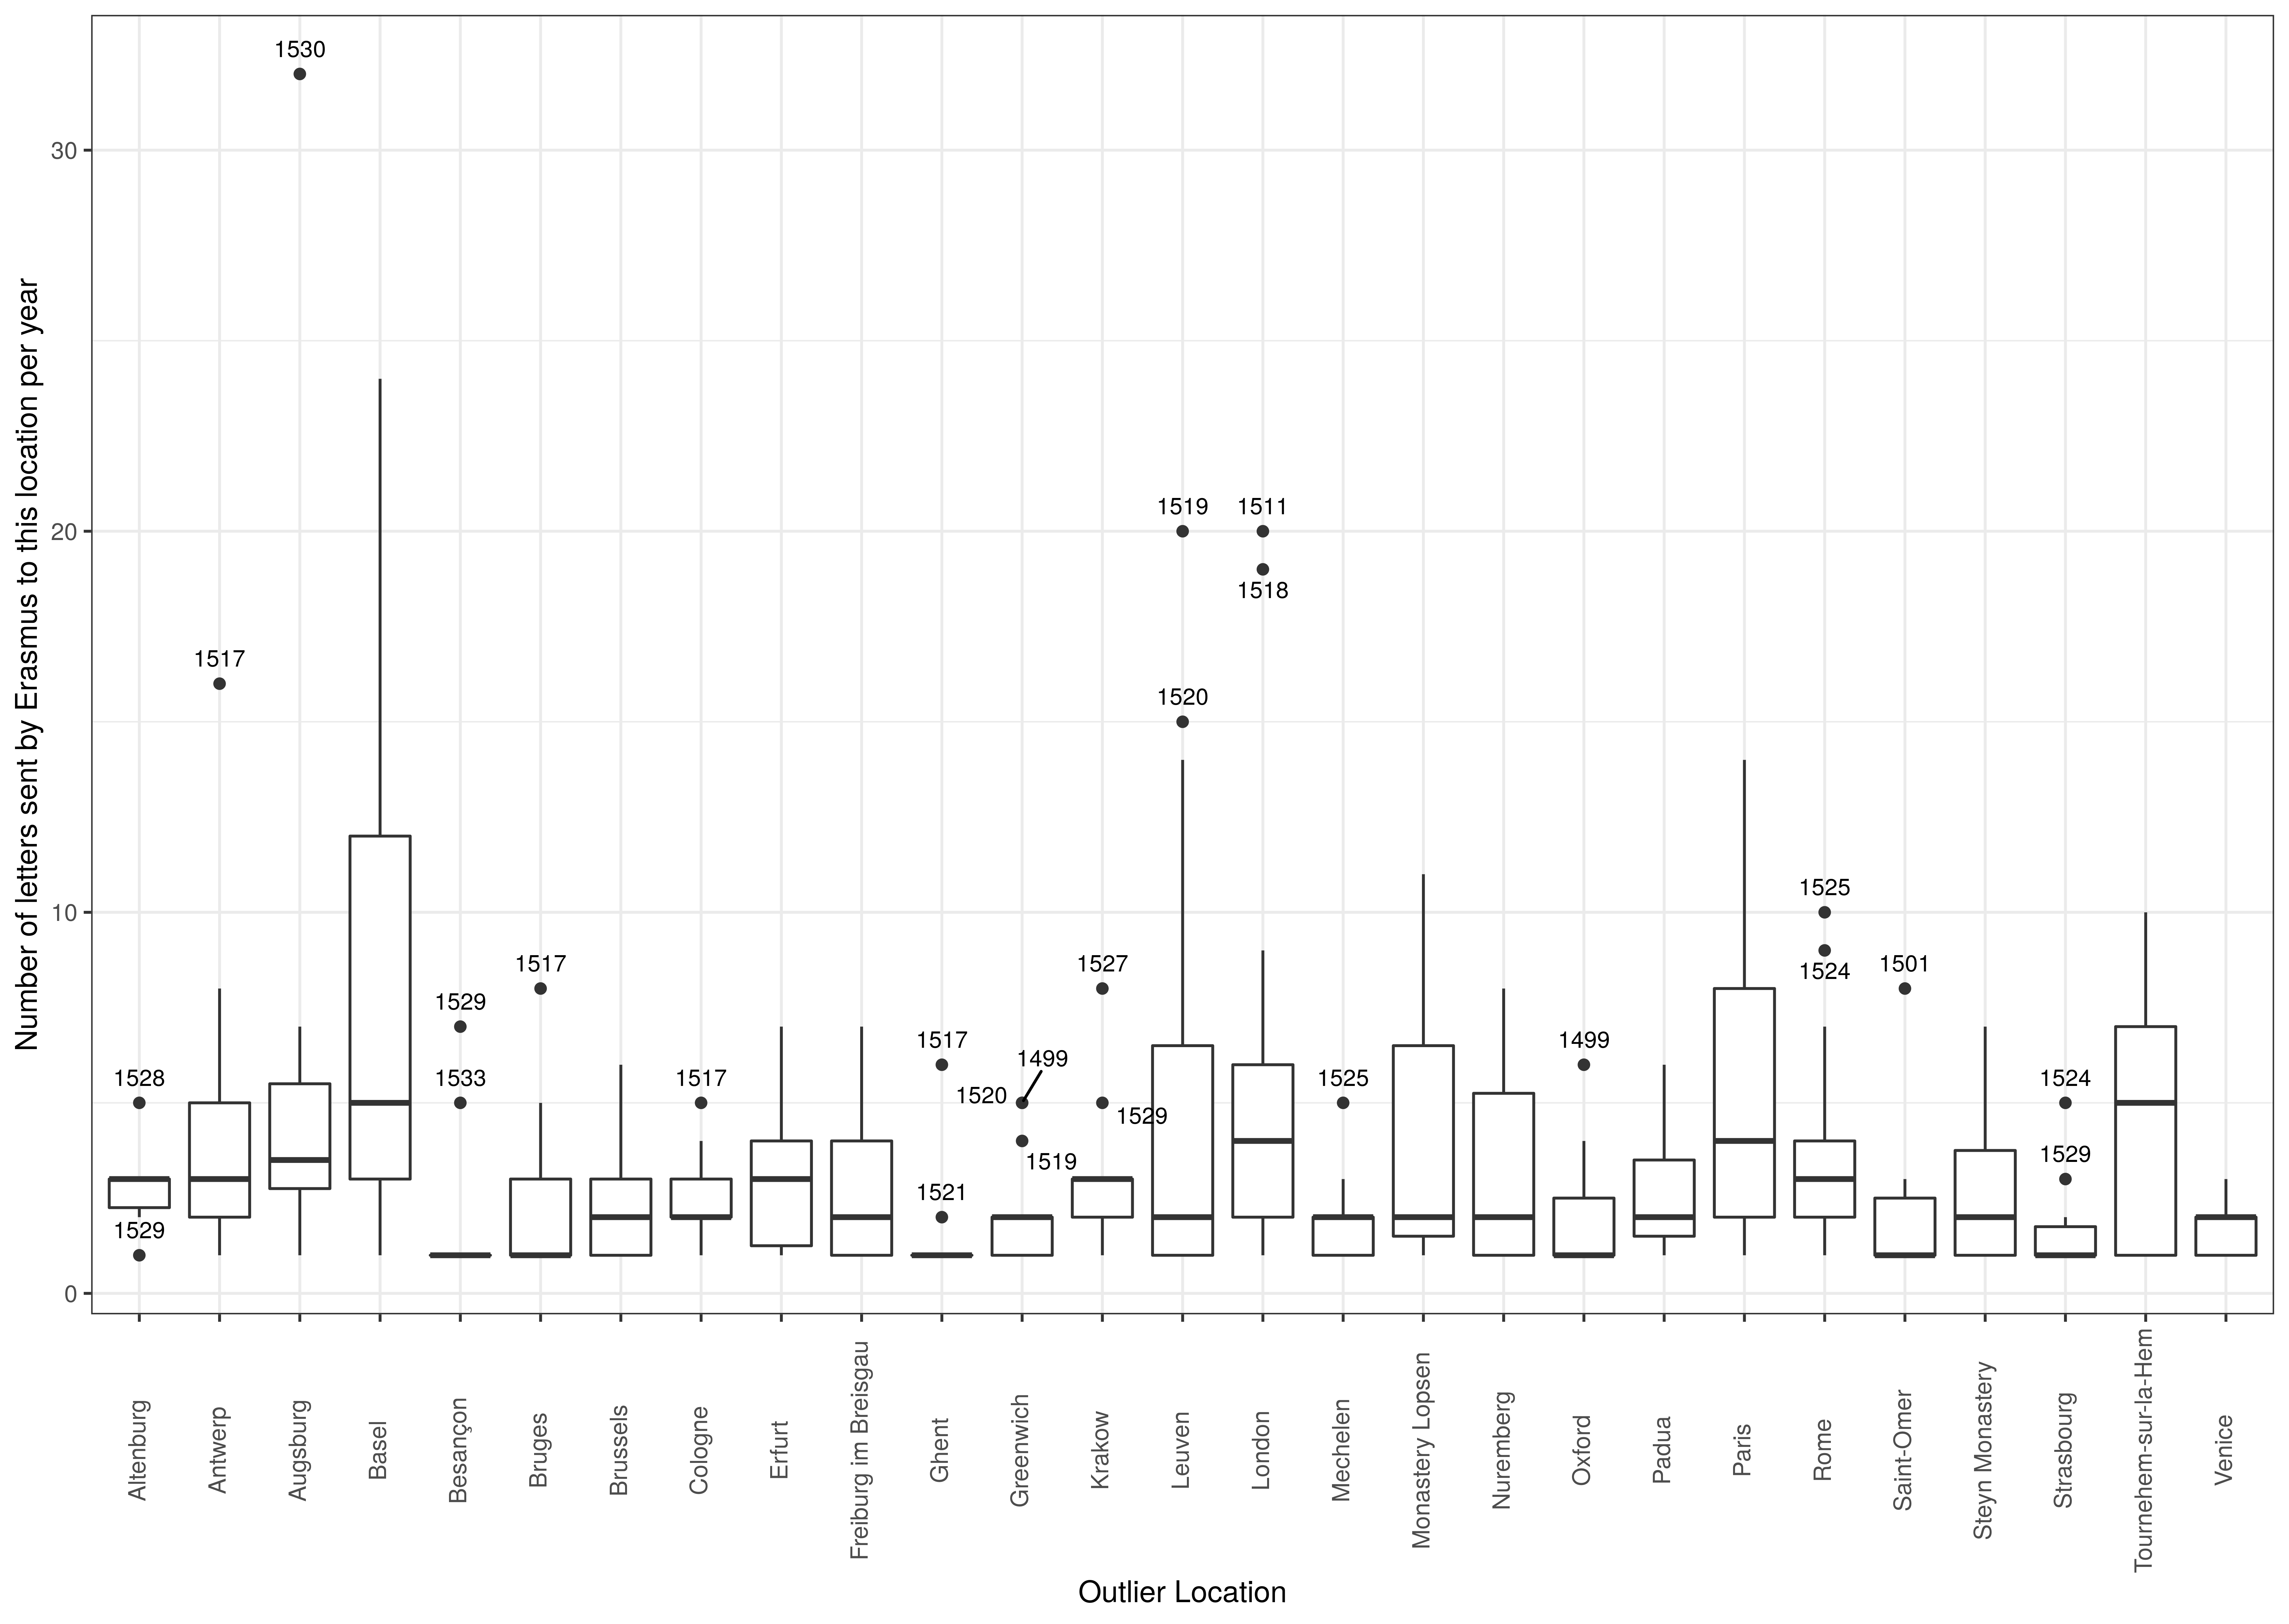 Number of letters sent by Erasmus to this location per year
30
20
10
0
1530
1519
1511
1518
1517
1520
1525
1524
1501
1527
1517
1529
1517
1499
1499
1528
1533
1517
1520
1529
1525
1524
1519
1529
1521
1529
Altenburg
Antwerp
Augsburg
Basel
Besançon
Bruges
Brussels
Cologne
Erfurt
Freiburg im Breisgau
Ghent
Greenwich
Krakow
Leuven
London
Mechelen
Monastery Lopsen
Nuremberg
Oxford
Padua
Paris
Rome
Saint-Omer
Steyn Monastery
Strasbourg
Tournehem-sur-la-Hem
Venice
Outlier Location